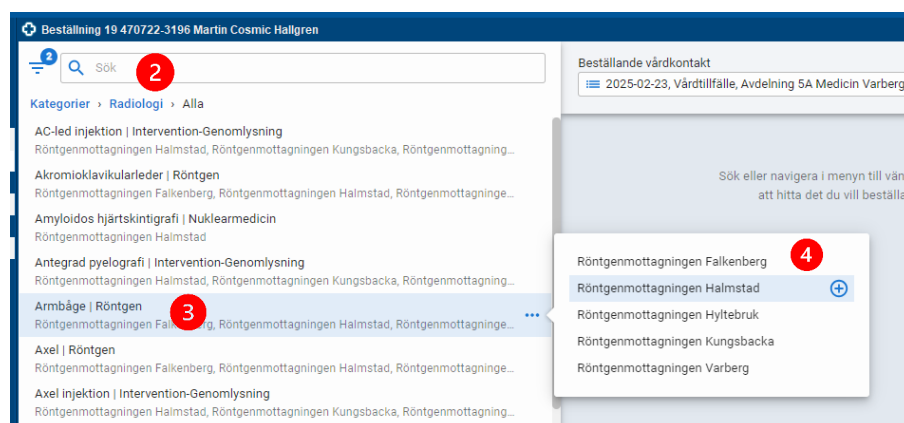 Beställning 19 470722-3196 Martin Cosmic Hallgren
2
Sök
2
Kategorier › Radiologi › Alla
AC-led injektion | Intervention-Genomlysning
Röntgenmottagningen Halmstad, Röntgenmottagningen Kungsbacka, Röntgenmottagning...
Akromioklavikularleder | Röntgen
Röntgenmottagningen Falkenberg, Röntgenmottagningen Halmstad, Röntgenmottagninge...
Amyloidos hjärtskintigrafi | Nuklearmedicin
Röntgenmottagningen Halmstad
Antegrad pyelografi | Intervention-Genomlysning
Röntgenmottagningen Halmstad, Röntgenmottagningen Kungsbacka, Röntgenmottagning...
Armbåge | Röntgen
3
Röntgenmottagningen Falkenberg, Röntgenmottagningen Halmstad, Röntgenmottagninge...
Axel | Röntgen
Röntgenmottagningen Falkenberg, Röntgenmottagningen Halmstad, Röntgenmottagninge...
Axel injektion | Intervention-Genomlysning
Röntgenmottagningen Halmstad, Röntgenmottagningen Kungsbacka, Röntgenmottagning...
Beställande vårdkontakt
2025-02-23, Vårdtillfälle, Avdelning 5A Medicin Varberg
Sök eller navigera i menyn till vän
att hitta det du vill beställa
4
Röntgenmottagningen Falkenberg
Röntgenmottagningen Halmstad
Röntgenmottagningen Hyltebruk
Röntgenmottagningen Kungsbacka
Röntgenmottagningen Varberg